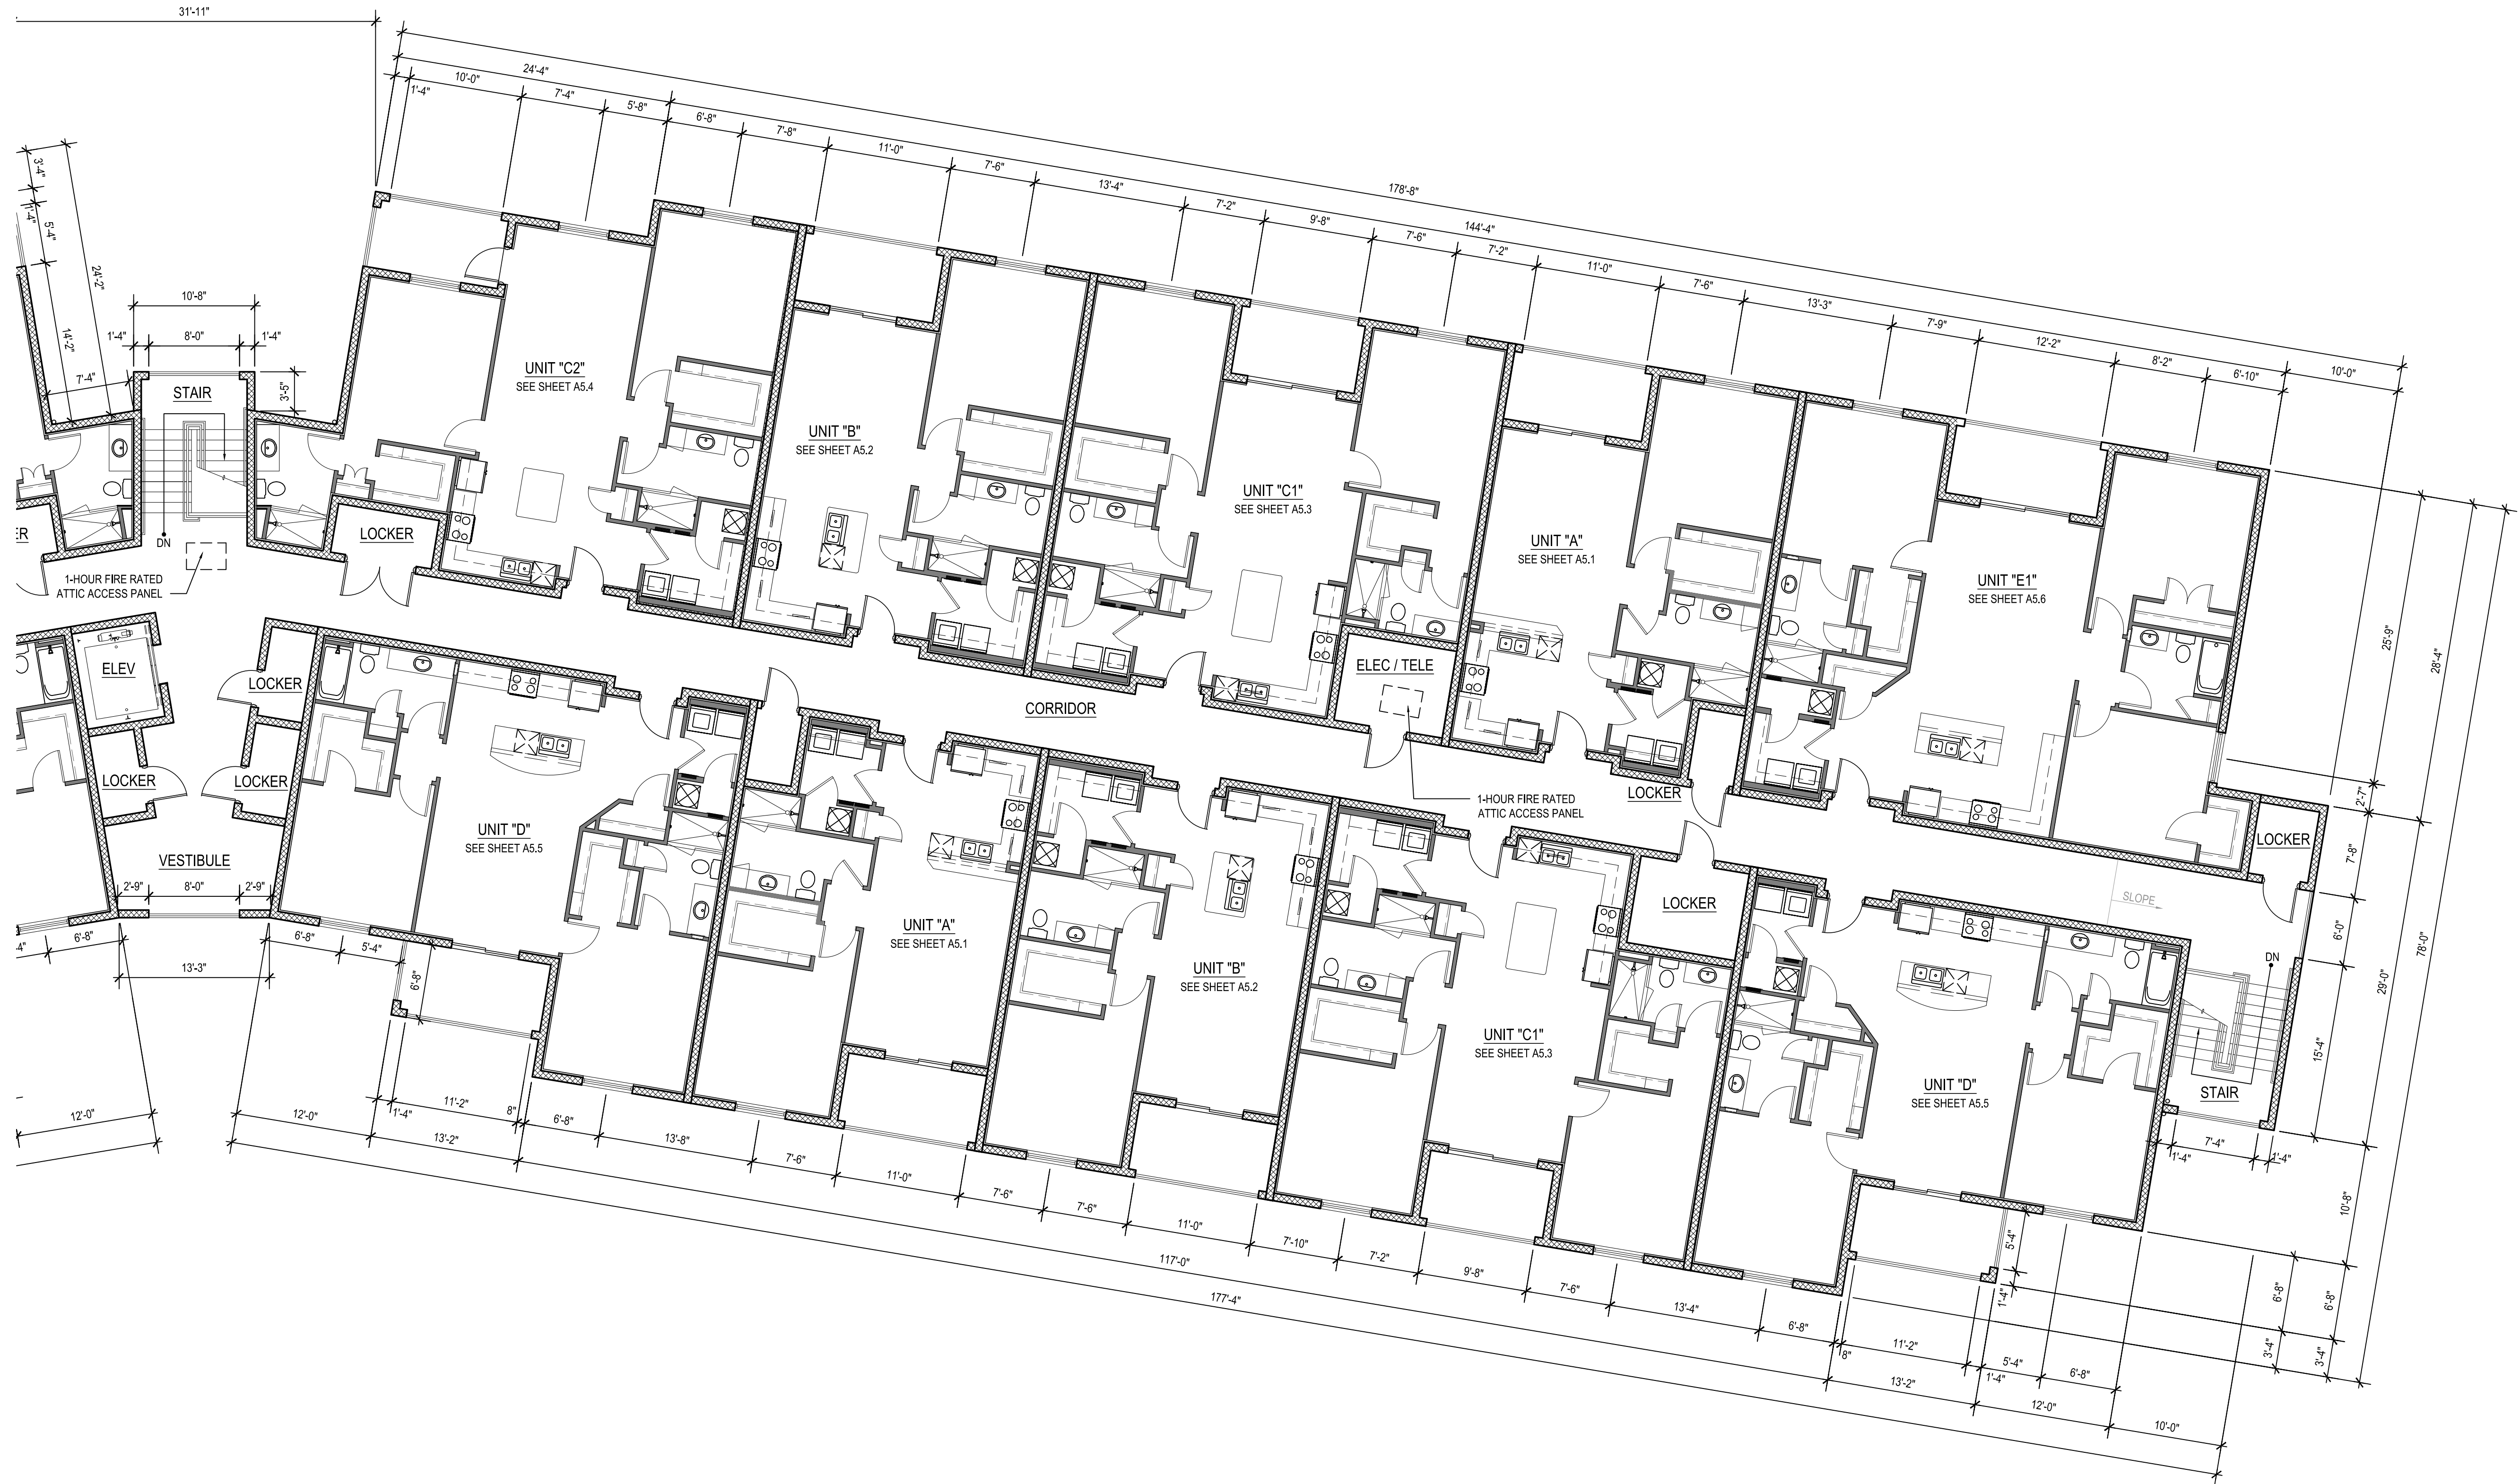 31'-11"
24'-4"
10'-0"
1'-4"
7'-4"
5'-8"
6'-8"
7'-8"
11'-0"
7'-6"
13'-4"
178'-8"
144'-4"
7'-2"
9'-8"
7'-6"
7'-2"
11'-0"
7'-6"
13'-3"
7'-9"
12'-2"
8'-2"
6'-10"
10'-0"
3'-4"
1'-4"
5'-4"
24'-2"
14'-2"
7'-4"
10'-8"
1'-4"
8'-0"
1'-4"
3'-5"
STAIR
DN
1-HOUR FIRE RATED
ATTIC ACCESS PANEL
LOCKER
ER
UNIT "C2"
SEE SHEET A5.4
UNIT "B"
SEE SHEET A5.2
UNIT "C1"
SEE SHEET A5.3
UNIT "A"
SEE SHEET A5.1
UNIT "E1"
SEE SHEET A5.6
ELEC / TELE
ELEV
LOCKER
LOCKER
LOCKER
CORRIDOR
LOCKER
1-HOUR FIRE RATED
ATTIC ACCESS PANEL
LOCKER
VESTIBULE
2'-9"
8'-0"
2'-9"
UNIT "D"
SEE SHEET A5.5
UNIT "A"
SEE SHEET A5.1
UNIT "B"
SEE SHEET A5.2
UNIT "C1"
SEE SHEET A5.3
LOCKER
UNIT "D"
SEE SHEET A5.5
SLOPE
DN
STAIR
25'-9"
28'-4"
2'-7"
7'-8"
6'-0"
29'-0"
78'-0"
15'-4"
7'-4"
1'-4"
1'-4"
10'-8"
6'-8"
6'-8"
3'-4"
3'-4"
5'-4"
1'-4"
-4"
6'-8"
13'-3"
6'-8"
5'-4"
6'-8"
12'-0"
12'-0"
1'-4"
11'-2"
8"
13'-2"
6'-8"
13'-8"
7'-6"
11'-0"
7'-6"
7'-6"
11'-0"
7'-10"
7'-2"
9'-8"
7'-6"
13'-4"
6'-8"
8"
11'-2"
1'-4"
5'-4"
6'-8"
117'-0"
177'-4"
13'-2"
12'-0"
10'-0"